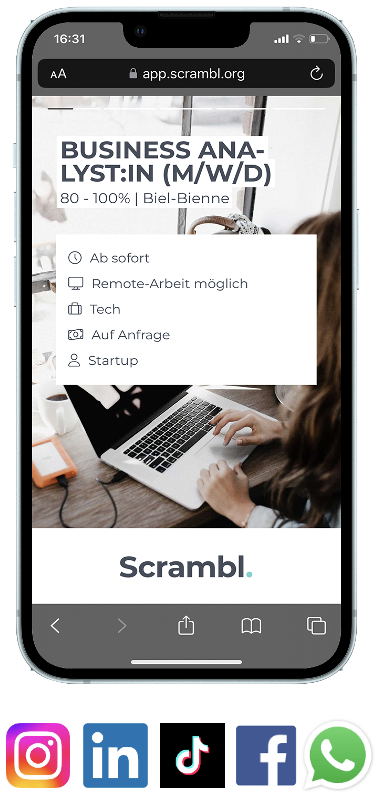 16:31
AA
app.scrambl.org
BUSINESS ANA-
LYST:IN (M/W/D)
80 - 100% | Biel-Bienne
Ab sofort
Remote-Arbeit möglich
Tech
Auf Anfrage
Startup
Scrambl.
in
f